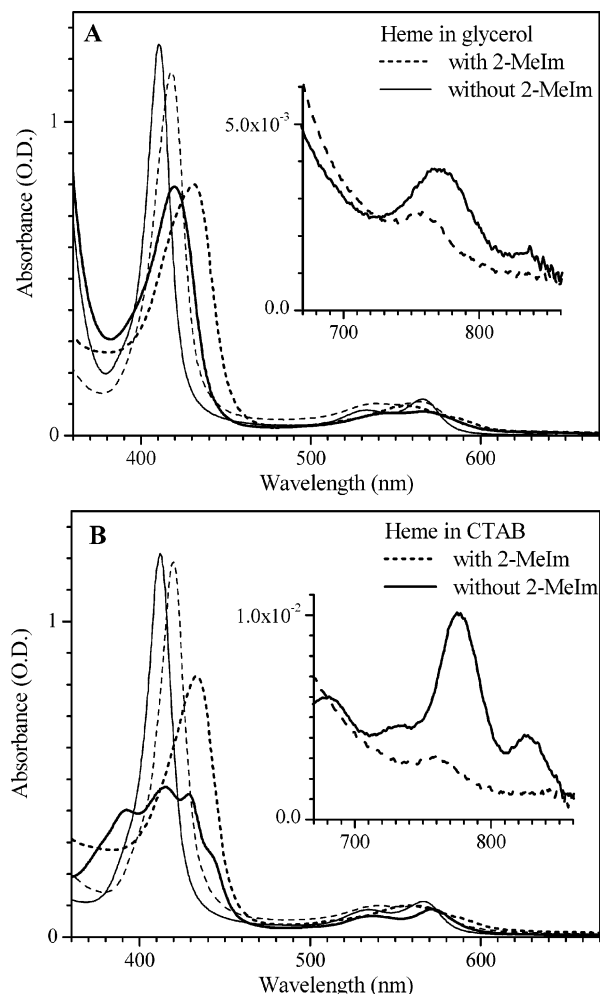 A
Heme in glycerol
with 2-MeIm
without 2-MeIm
5.0x10⁻³
0.0
700
800
1
0
Absorbance (O.D.)
400
500
600
Wavelength (nm)
B
Heme in CTAB
with 2-MeIm
without 2-MeIm
1.0x10⁻²
0.0
700
800
1
0
Absorbance (O.D.)
400
500
600
Wavelength (nm)